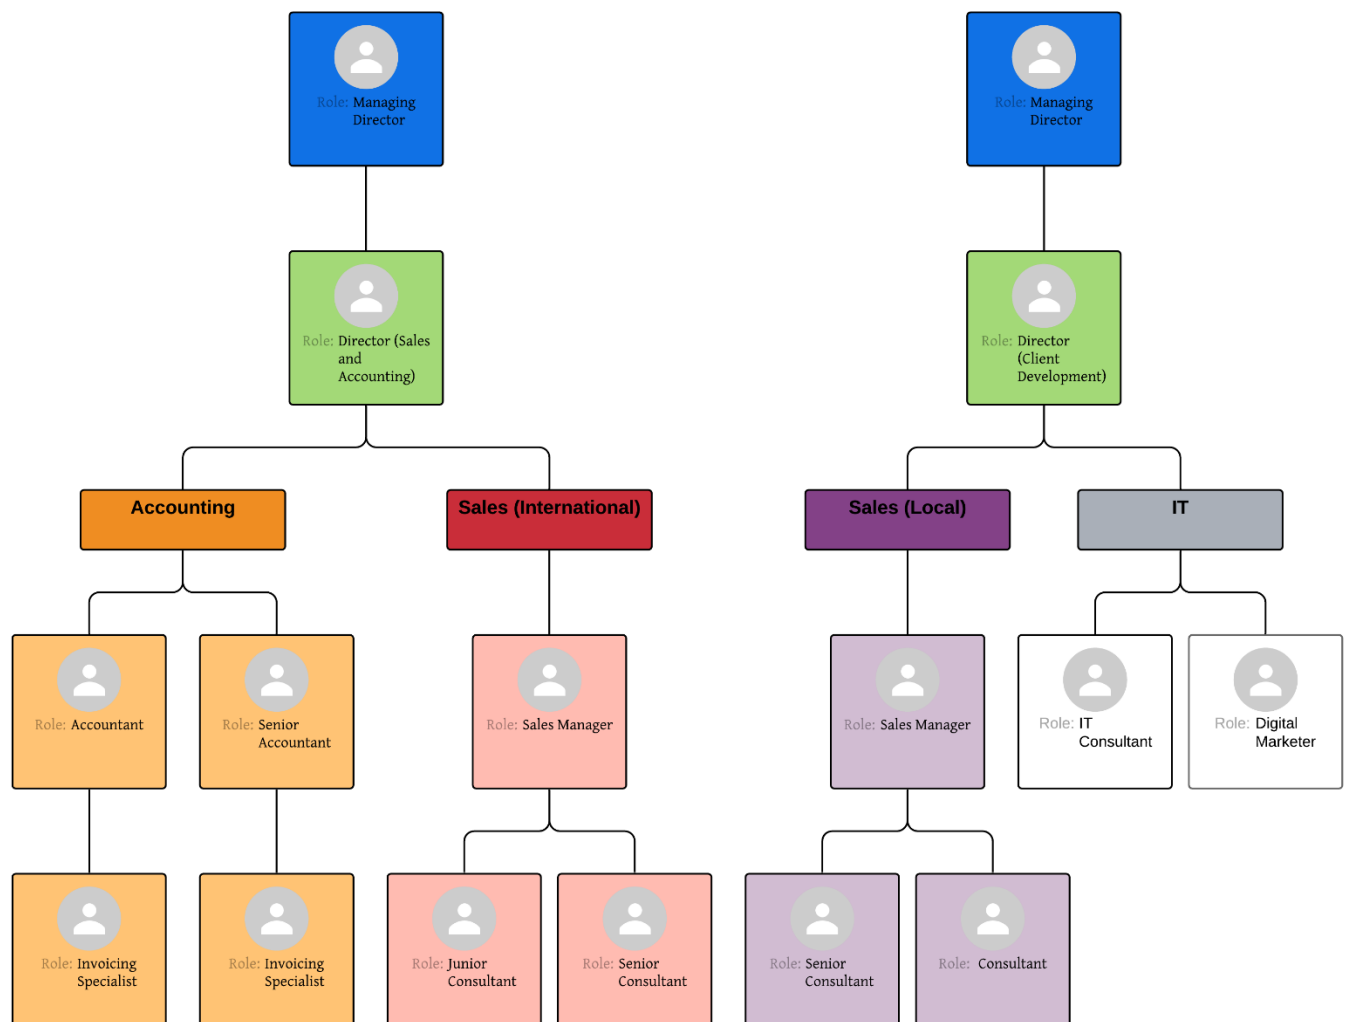 Role: Managing
Director
Role: Managing
Director
Role: Director (Sales
and
Accounting)
Role: Director
(Client
Development)
Accounting
Sales (International)
Sales (Local)
IT
Role: Accountant
Role: Senior
Accountant
Role: Sales Manager
Role: Sales Manager
Role: IT
Consultant
Role: Digital
Marketer
Role: Invoicing
Specialist
Role: Invoicing
Specialist
Role: Junior
Consultant
Role: Senior
Consultant
Role: Senior
Consultant
Role: Consultant